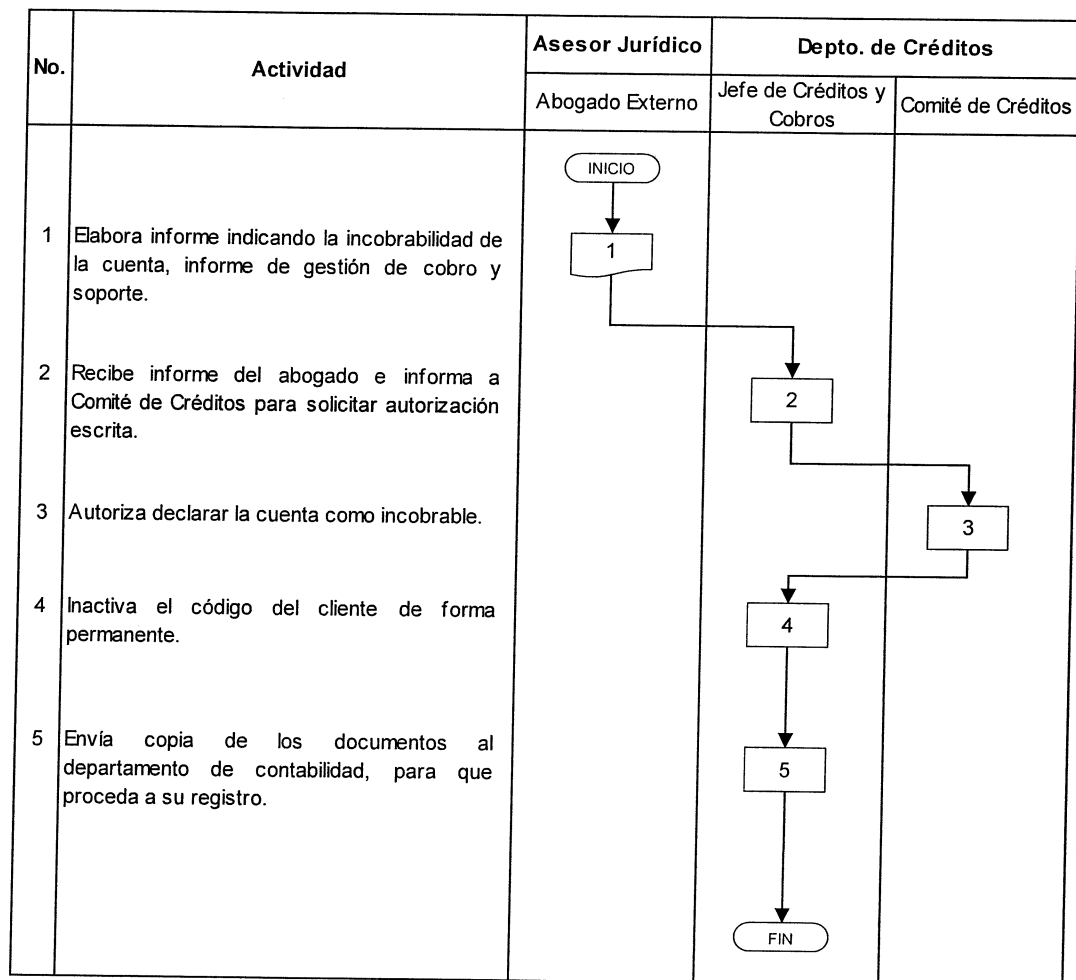 No.
Actividad
Asesor Jurídico
Depto. de Créditos
Abogado Externo
Jefe de Créditos y
Cobros
Comité de Créditos
INICIO
1 Elabora informe indicando la incobrabilidad de
la cuenta, informe de gestión de cobro y
soporte.
1
2 Recibe informe del abogado e informa a
Comité de Créditos para solicitar autorización
escrita.
2
3 Autoriza declarar la cuenta como incobrable.
3
4 Inactiva el código del cliente de forma
permanente.
4
5 Envía copia de los documentos al
departamento de contabilidad, para que
proceda a su registro.
5
FIN